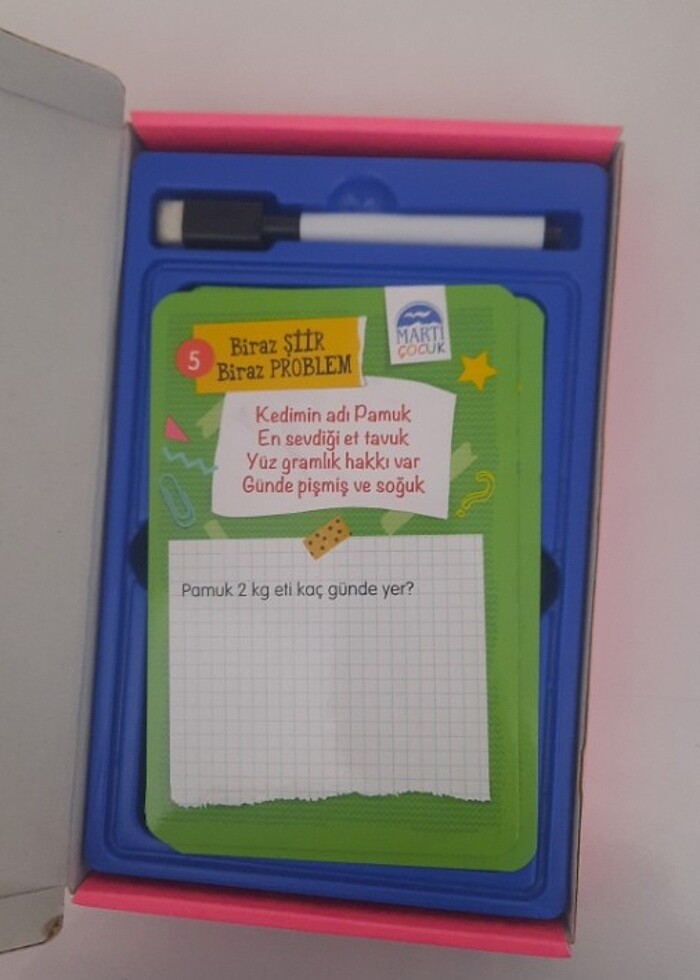 5
Biraz ŞİİR
Biraz PROBLEM
MARTI
ÇOCUK
Kedimin adı Pamuk
En sevdiği et tavuk
Yüz gramlık hakkı var
Günde pişmiş ve soğuk
Pamuk 2 kg eti kaç günde yer?